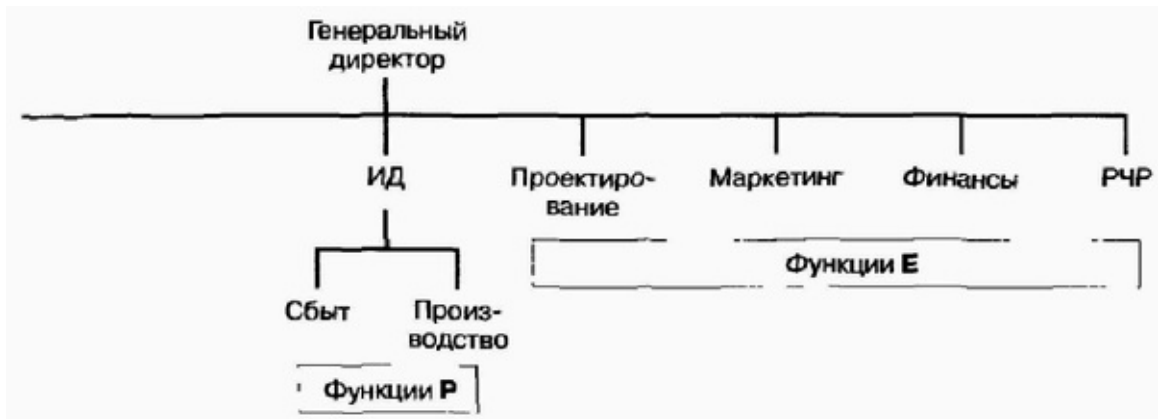 Генеральный
директор
ИД
Проектиро-
вание
Маркетинг
Финансы
РЧР
Функции Е
Сбыт
Произ-
водство
Функции Р